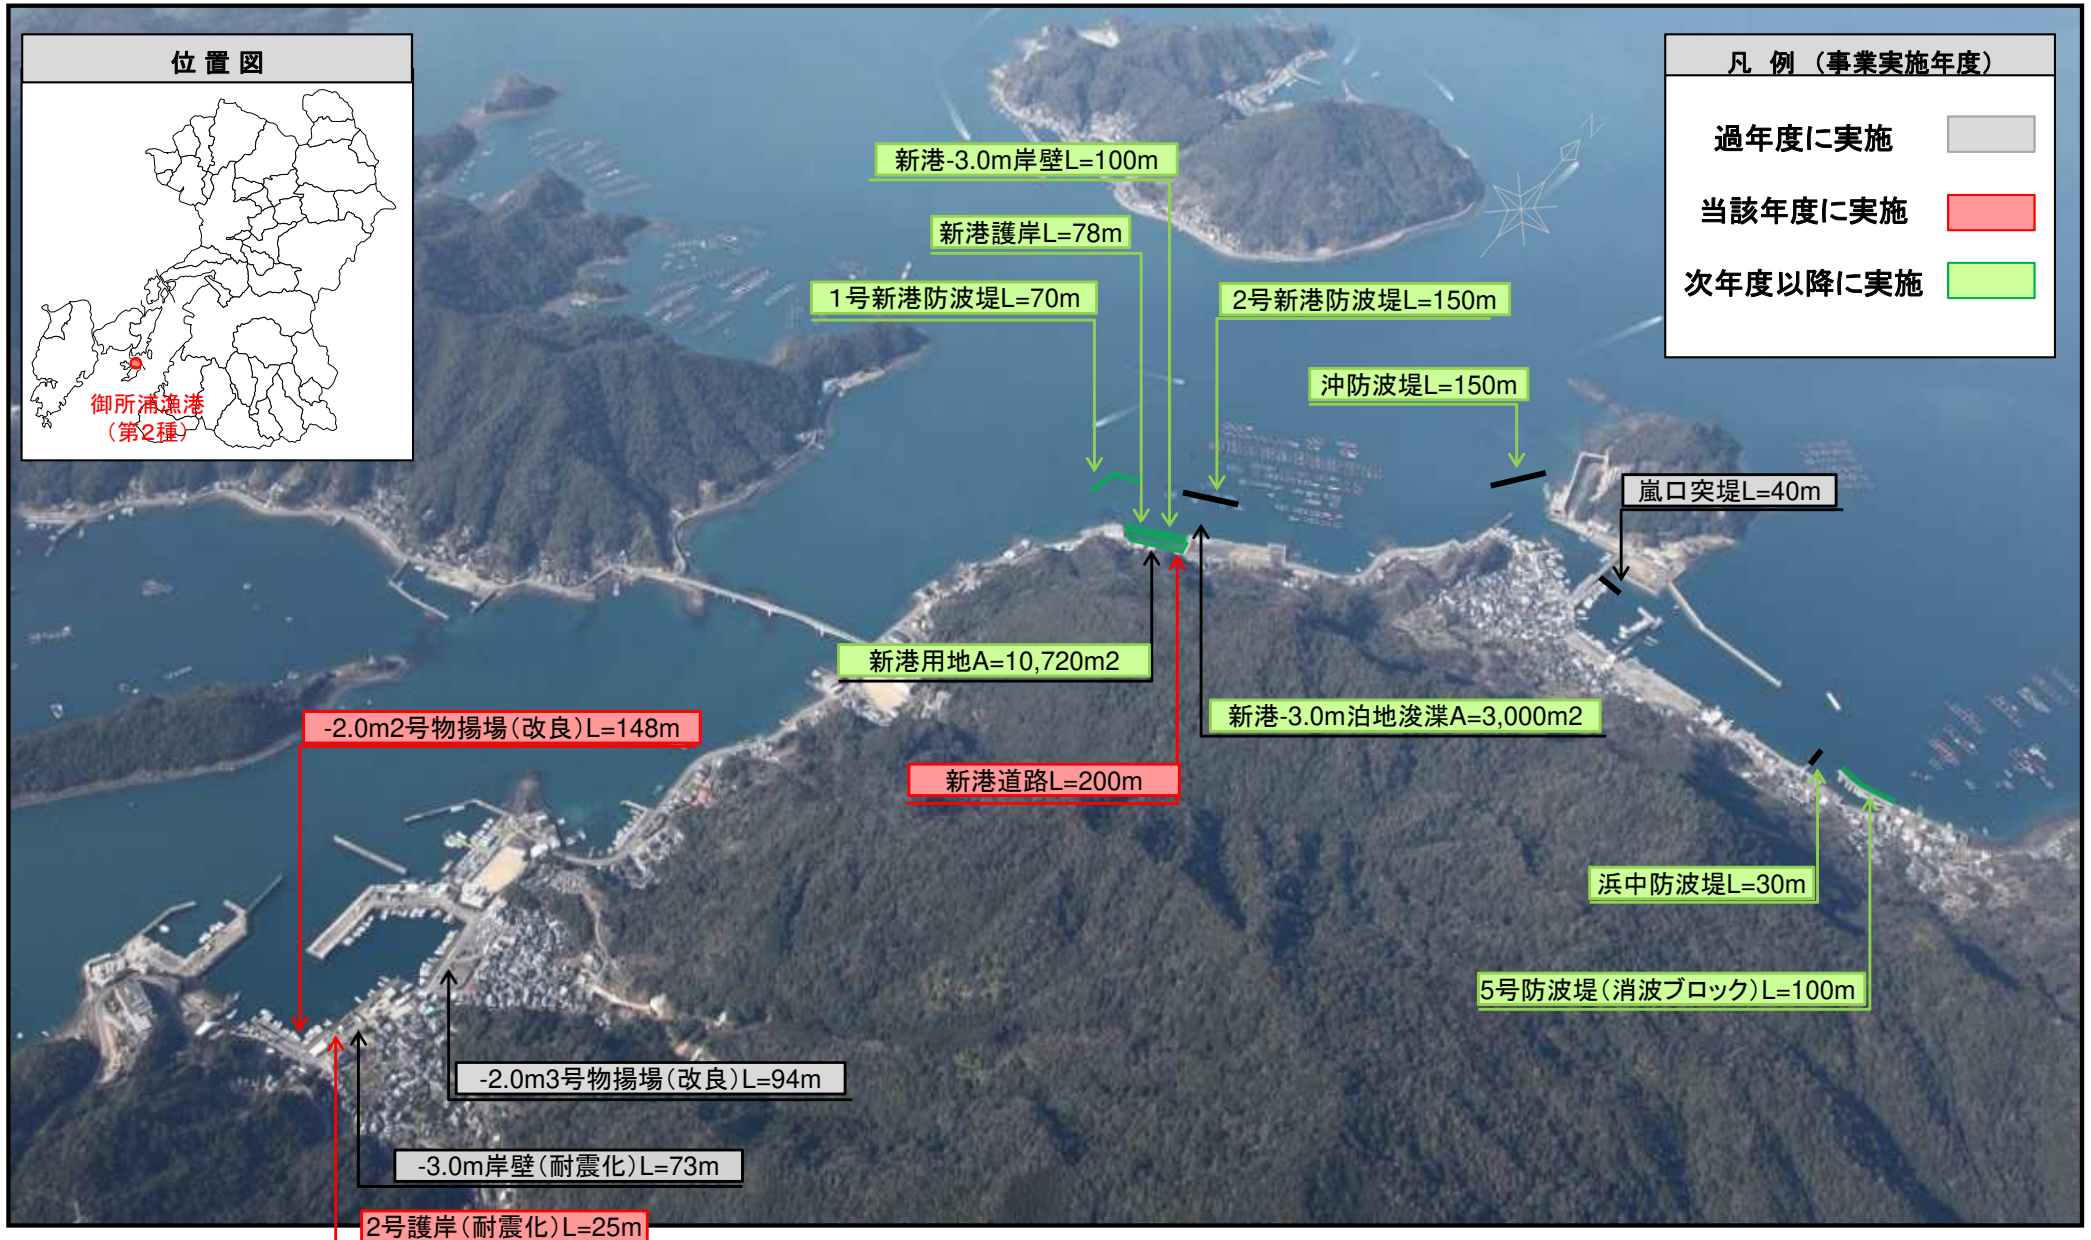 位置図
御所浦漁港
(第2種)
凡 例 (事業実施年度)
過年度に実施
当該年度に実施
次年度以降に実施
N
新港-3.0m岸壁L=100m
新港護岸L=78m
1号新港防波堤L=70m
2号新港防波堤L=150m
沖防波堤L=150m
嵐口突堤L=40m
新港用地A=10,720m2
新港-3.0m泊地浚渫A=3,000m2
-2.0m2号物揚場(改良)L=148m
新港道路L=200m
浜中防波堤L=30m
5号防波堤(消波ブロック)L=100m
-2.0m3号物揚場(改良)L=94m
-3.0m岸壁(耐震化)L=73m
2号護岸(耐震化)L=25m